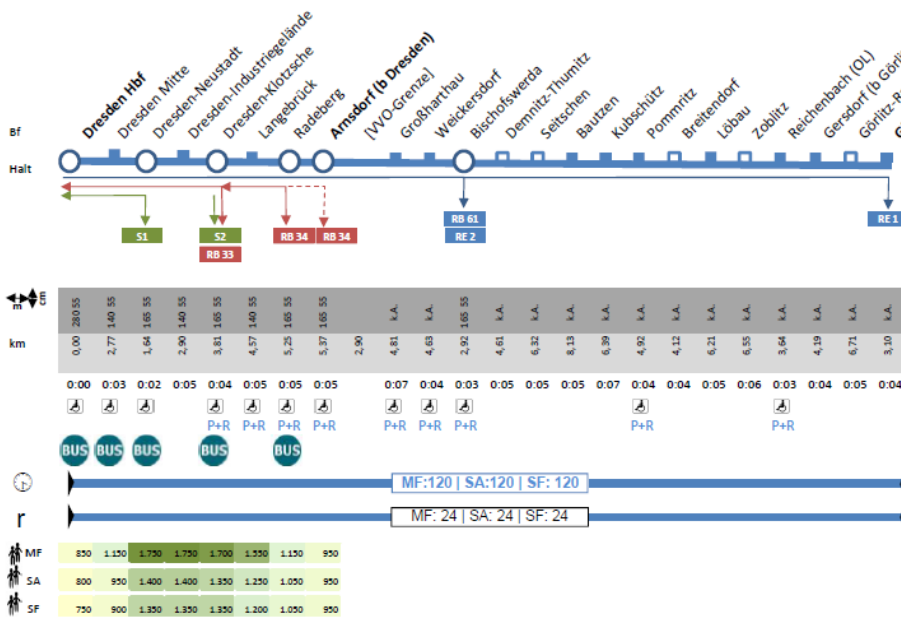 Dresden Hbf
Dresden Mitte
Dresden-Neustadt
Dresden-Industriegelände
Dresden-Klotzsche
Langebrück
Radeberg
Arnsdorf (b Dresden)
[VVO-Grenze]
Großharthau
Weickersdorf
Bischofswerda
Demnitz-Thumitz
Seitschen
Bautzen
Kubschütz
Pommritz
Breitendorf
Löbau
Zoblitz
Reichenbach (OL)
Gersdorf (b Görli
Görlitz-R
G
Bf
Halt
S1
S2
RB 33
RB 34
RB 34
RB 61
RE 2
RE 1
m cm
280 55
140 55
165 55
140 55
165 55
140 55
165 55
165 55
k.A.
k.A.
165 55
k.A.
k.A.
k.A.
k.A.
k.A.
k.A.
k.A.
k.A.
k.A.
k.A.
k.A.
k.A.
km
0,00
2,77
1,64
2,90
3,81
4,57
5,25
5,37
2,90
4,81
4,63
2,92
4,61
6,32
8,13
6,39
4,92
4,12
6,21
6,55
3,64
4,19
6,71
3,10
0:00 0:03 0:02 0:05 0:04 0:05 0:05 0:05 0:07 0:04 0:03 0:05 0:05 0:05 0:07 0:04 0:04 0:05 0:06 0:03 0:04 0:05 0:04
P+R P+R P+R P+R P+R P+R P+R P+R P+R
BUS BUS BUS BUS BUS
MF:120 | SA:120 | SF: 120
r MF: 24 | SA: 24 | SF: 24
MF 850 1.150 1.750 1.750 1.700 1.550 1.150 950
SA 800 950 1.400 1.400 1.350 1.250 1.050 950
SF 750 900 1.350 1.350 1.350 1.200 1.050 950